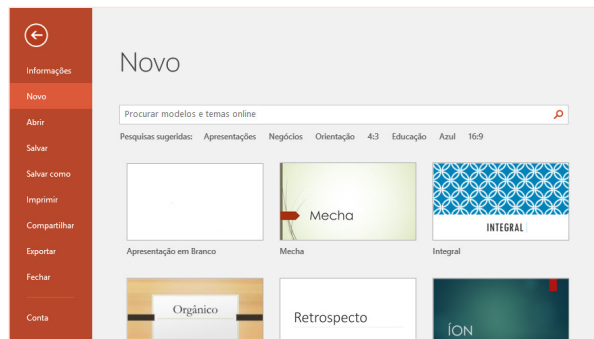 Informações
Novo
Abrir
Salvar
Salvar como
Imprimir
Compartilhar
Exportar
Fechar
Conta
Novo
Procurar modelos e temas online
Pesquisas sugeridas: Apresentações Negócios Orientação 4:3 Educação Azul 16:9
Mecha
INTEGRAL
Apresentação em Branco Mecha Integral
Orgânico
Retrospecto
ÍON